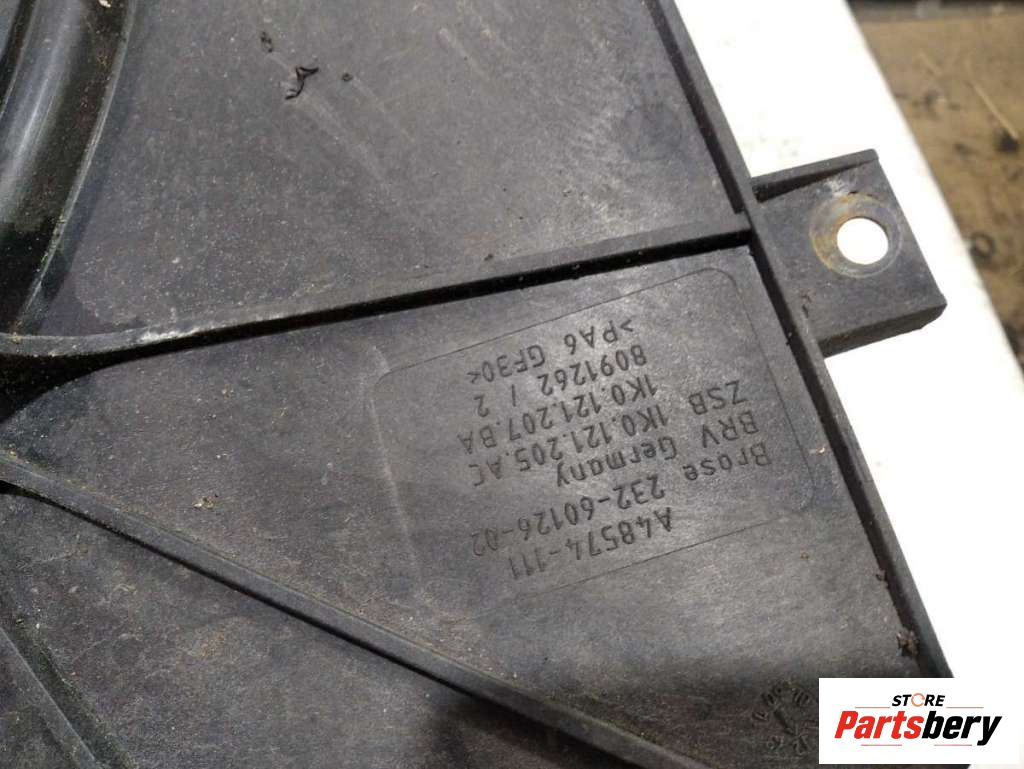 A48574-111
Brose 232-60126-02
BRV Germany
ZSB 1K0.121.205.AC
1K0.121.207.BA
8091262 / 2
>PA6 GF30<
STORE
Partsbery